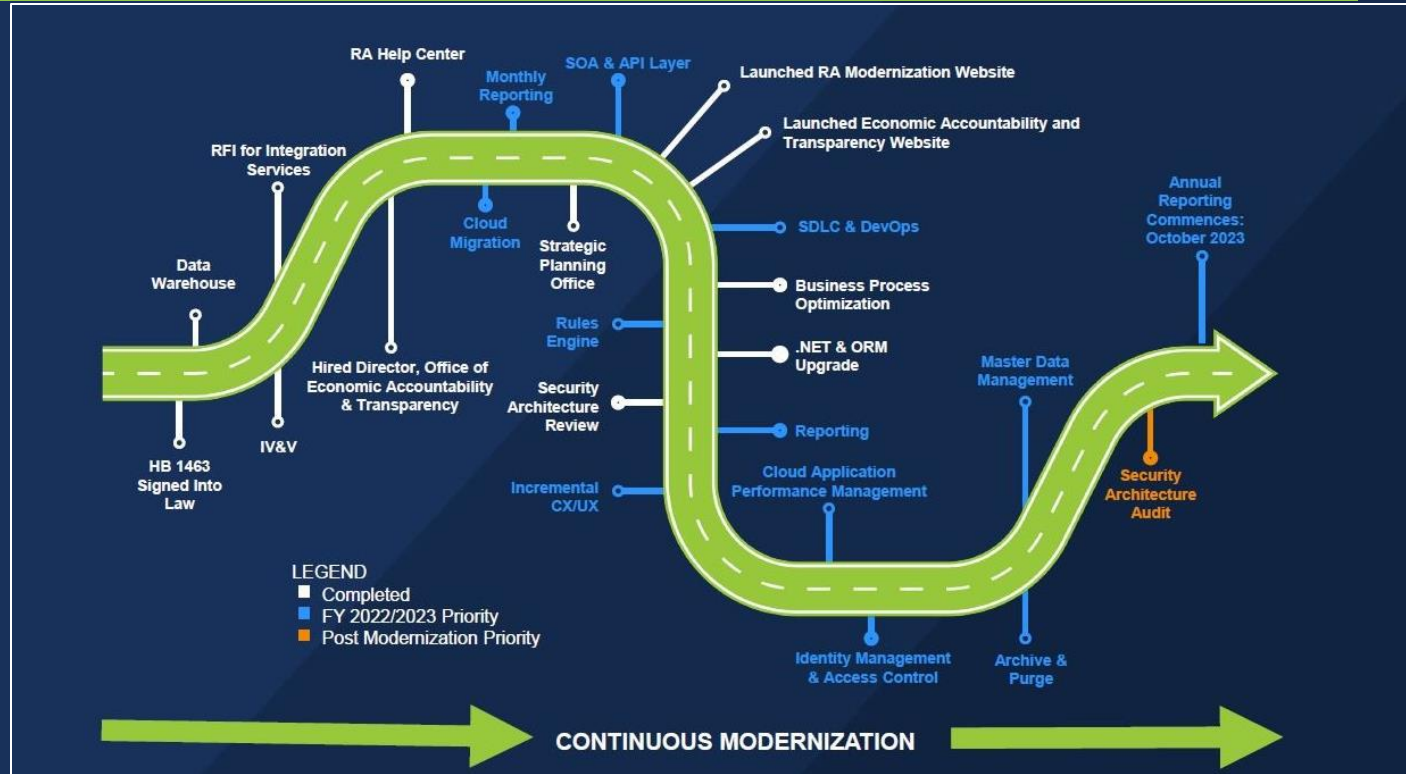 RA Help Center
Monthly
Reporting
SOA & API Layer
Launched RA Modernization Website
Launched Economic Accountability and
Transparency Website
RFI for Integration
Services
Annual
Reporting
Commences:
October 2023
Cloud
Migration
Strategic
Planning
Office
SDLC & DevOps
Data
Warehouse
Business Process
Optimization
Rules
Engine
.NET & ORM
Upgrade
Hired Director, Office of
Economic Accountability
& Transparency
Master Data
Management
Security
Architecture
Review
Reporting
IV&V
HB 1463
Signed Into
Law
Cloud Application
Performance Management
Incremental
CX/UX
Security
Architecture
Audit
LEGEND
Completed
FY 2022/2023 Priority
Post Modernization Priority
Identity Management
& Access Control
Archive &
Purge
CONTINUOUS MODERNIZATION